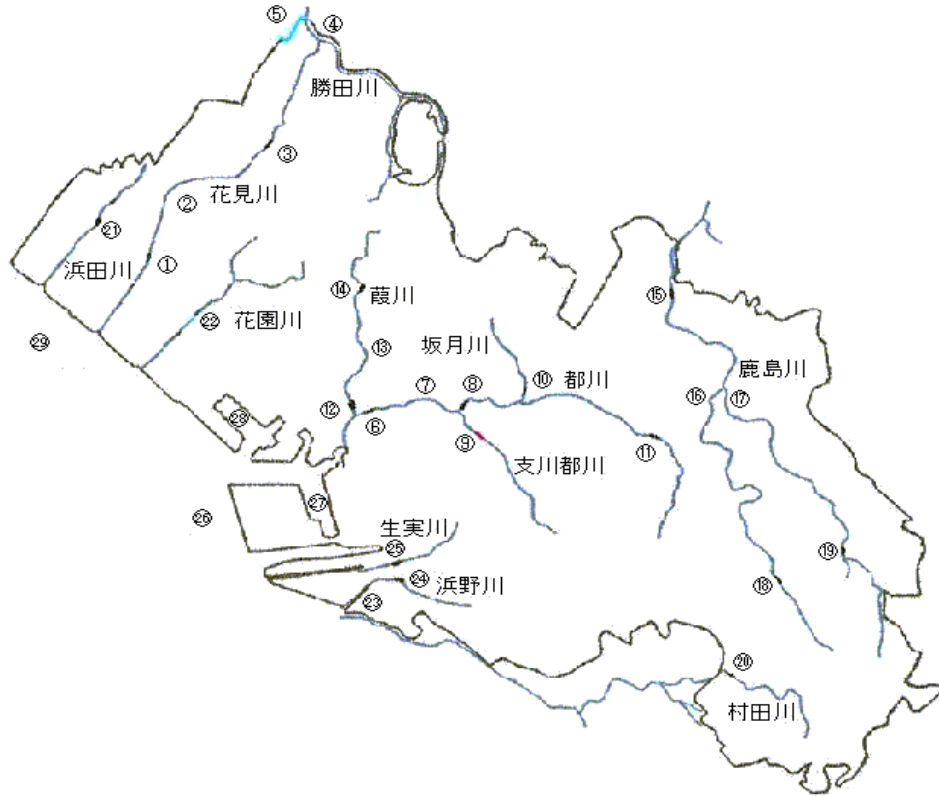 ⑤
④
勝田川
③
②
花見川
㉑
浜田川
①
⑭
葭川
⑮
㉒
花園川
㉙
坂月川
⑬
鹿島川
⑦
⑧
⑩
都川
⑯
⑰
㉘
⑫
⑥
⑨
⑪
支川都川
㉖
㉗
生実川
㉕
⑲
㉔
浜野川
⑱
㉓
⑳
村田川